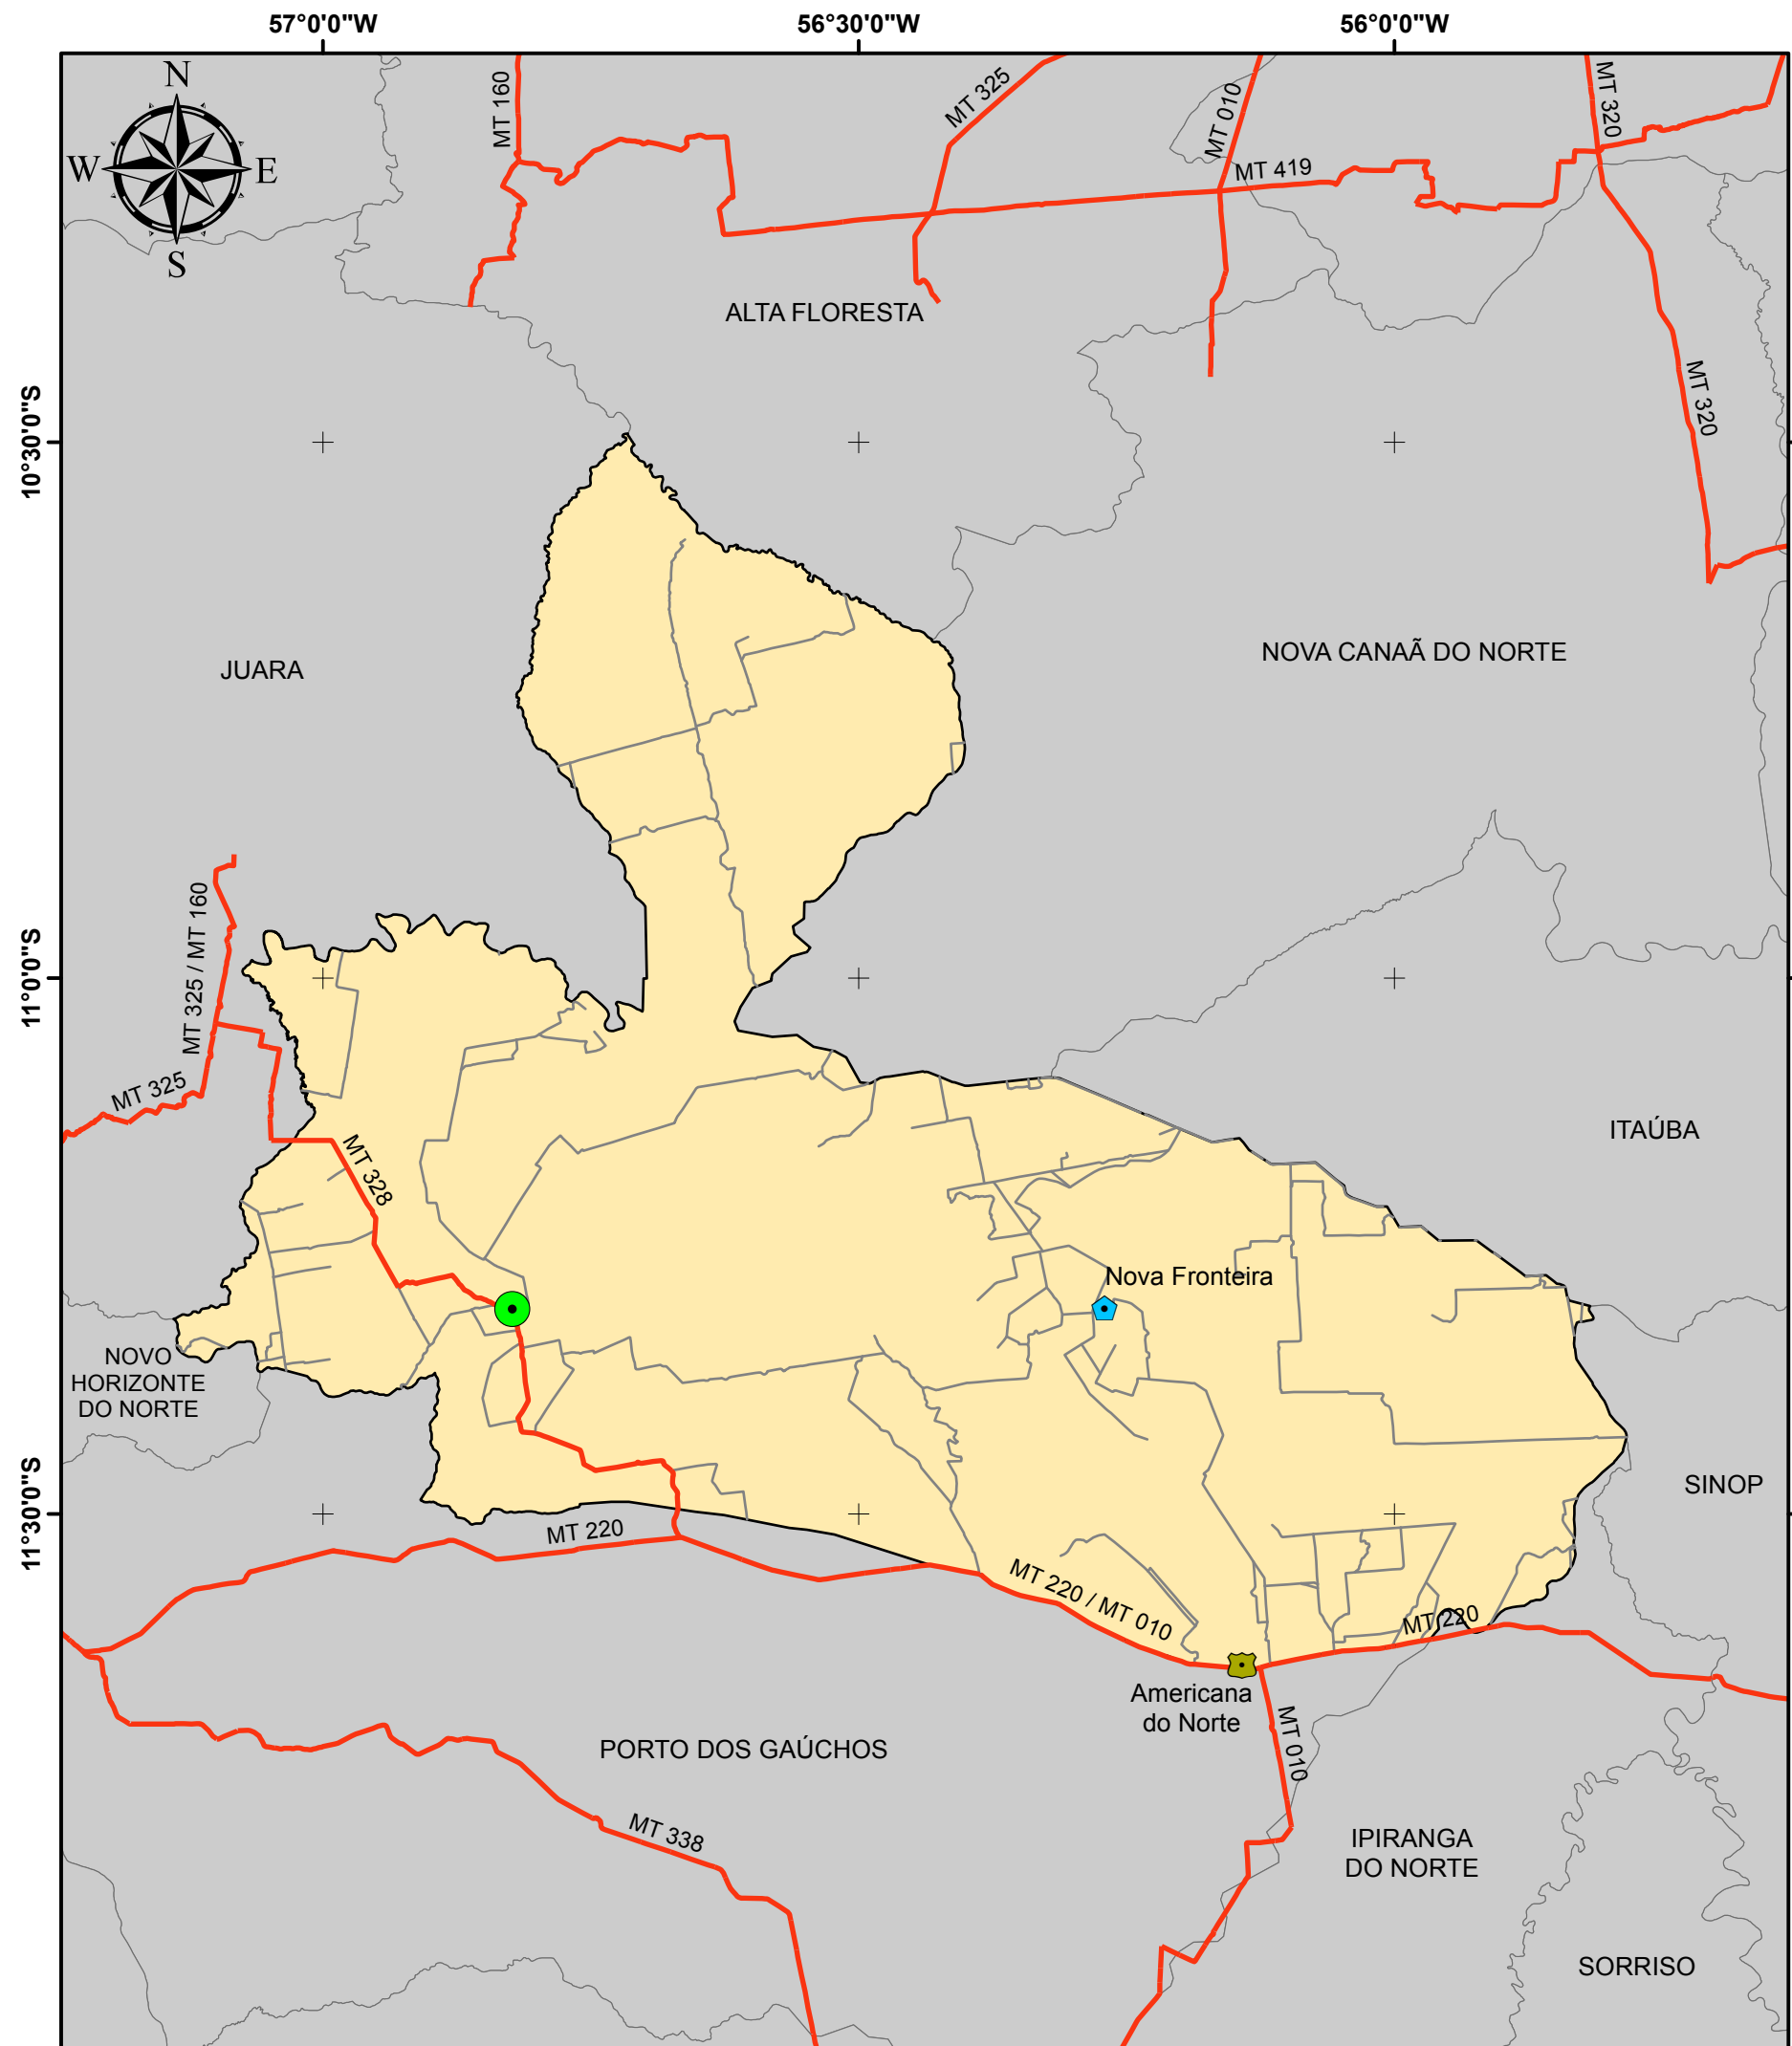 57°0'0"W
56°30'0"W
56°0'0"W
N
W
E
S
MT 160
MT 325
MT 010
MT 320
MT 419
ALTA FLORESTA
MT 320
10°30'0"S
JUARA
NOVA CANAÃ DO NORTE
MT 325 / MT 160
11°0'0"S
MT 325
MT 328
ITAÚBA
Nova Fronteira
NOVO
HORIZONTE
DO NORTE
SINOP
11°30'0"S
MT 220
MT 220 / MT 010
MT 220
Americana
do Norte
MT 010
PORTO DOS GAÚCHOS
MT 338
IPIRANGA
DO NORTE
SORRISO